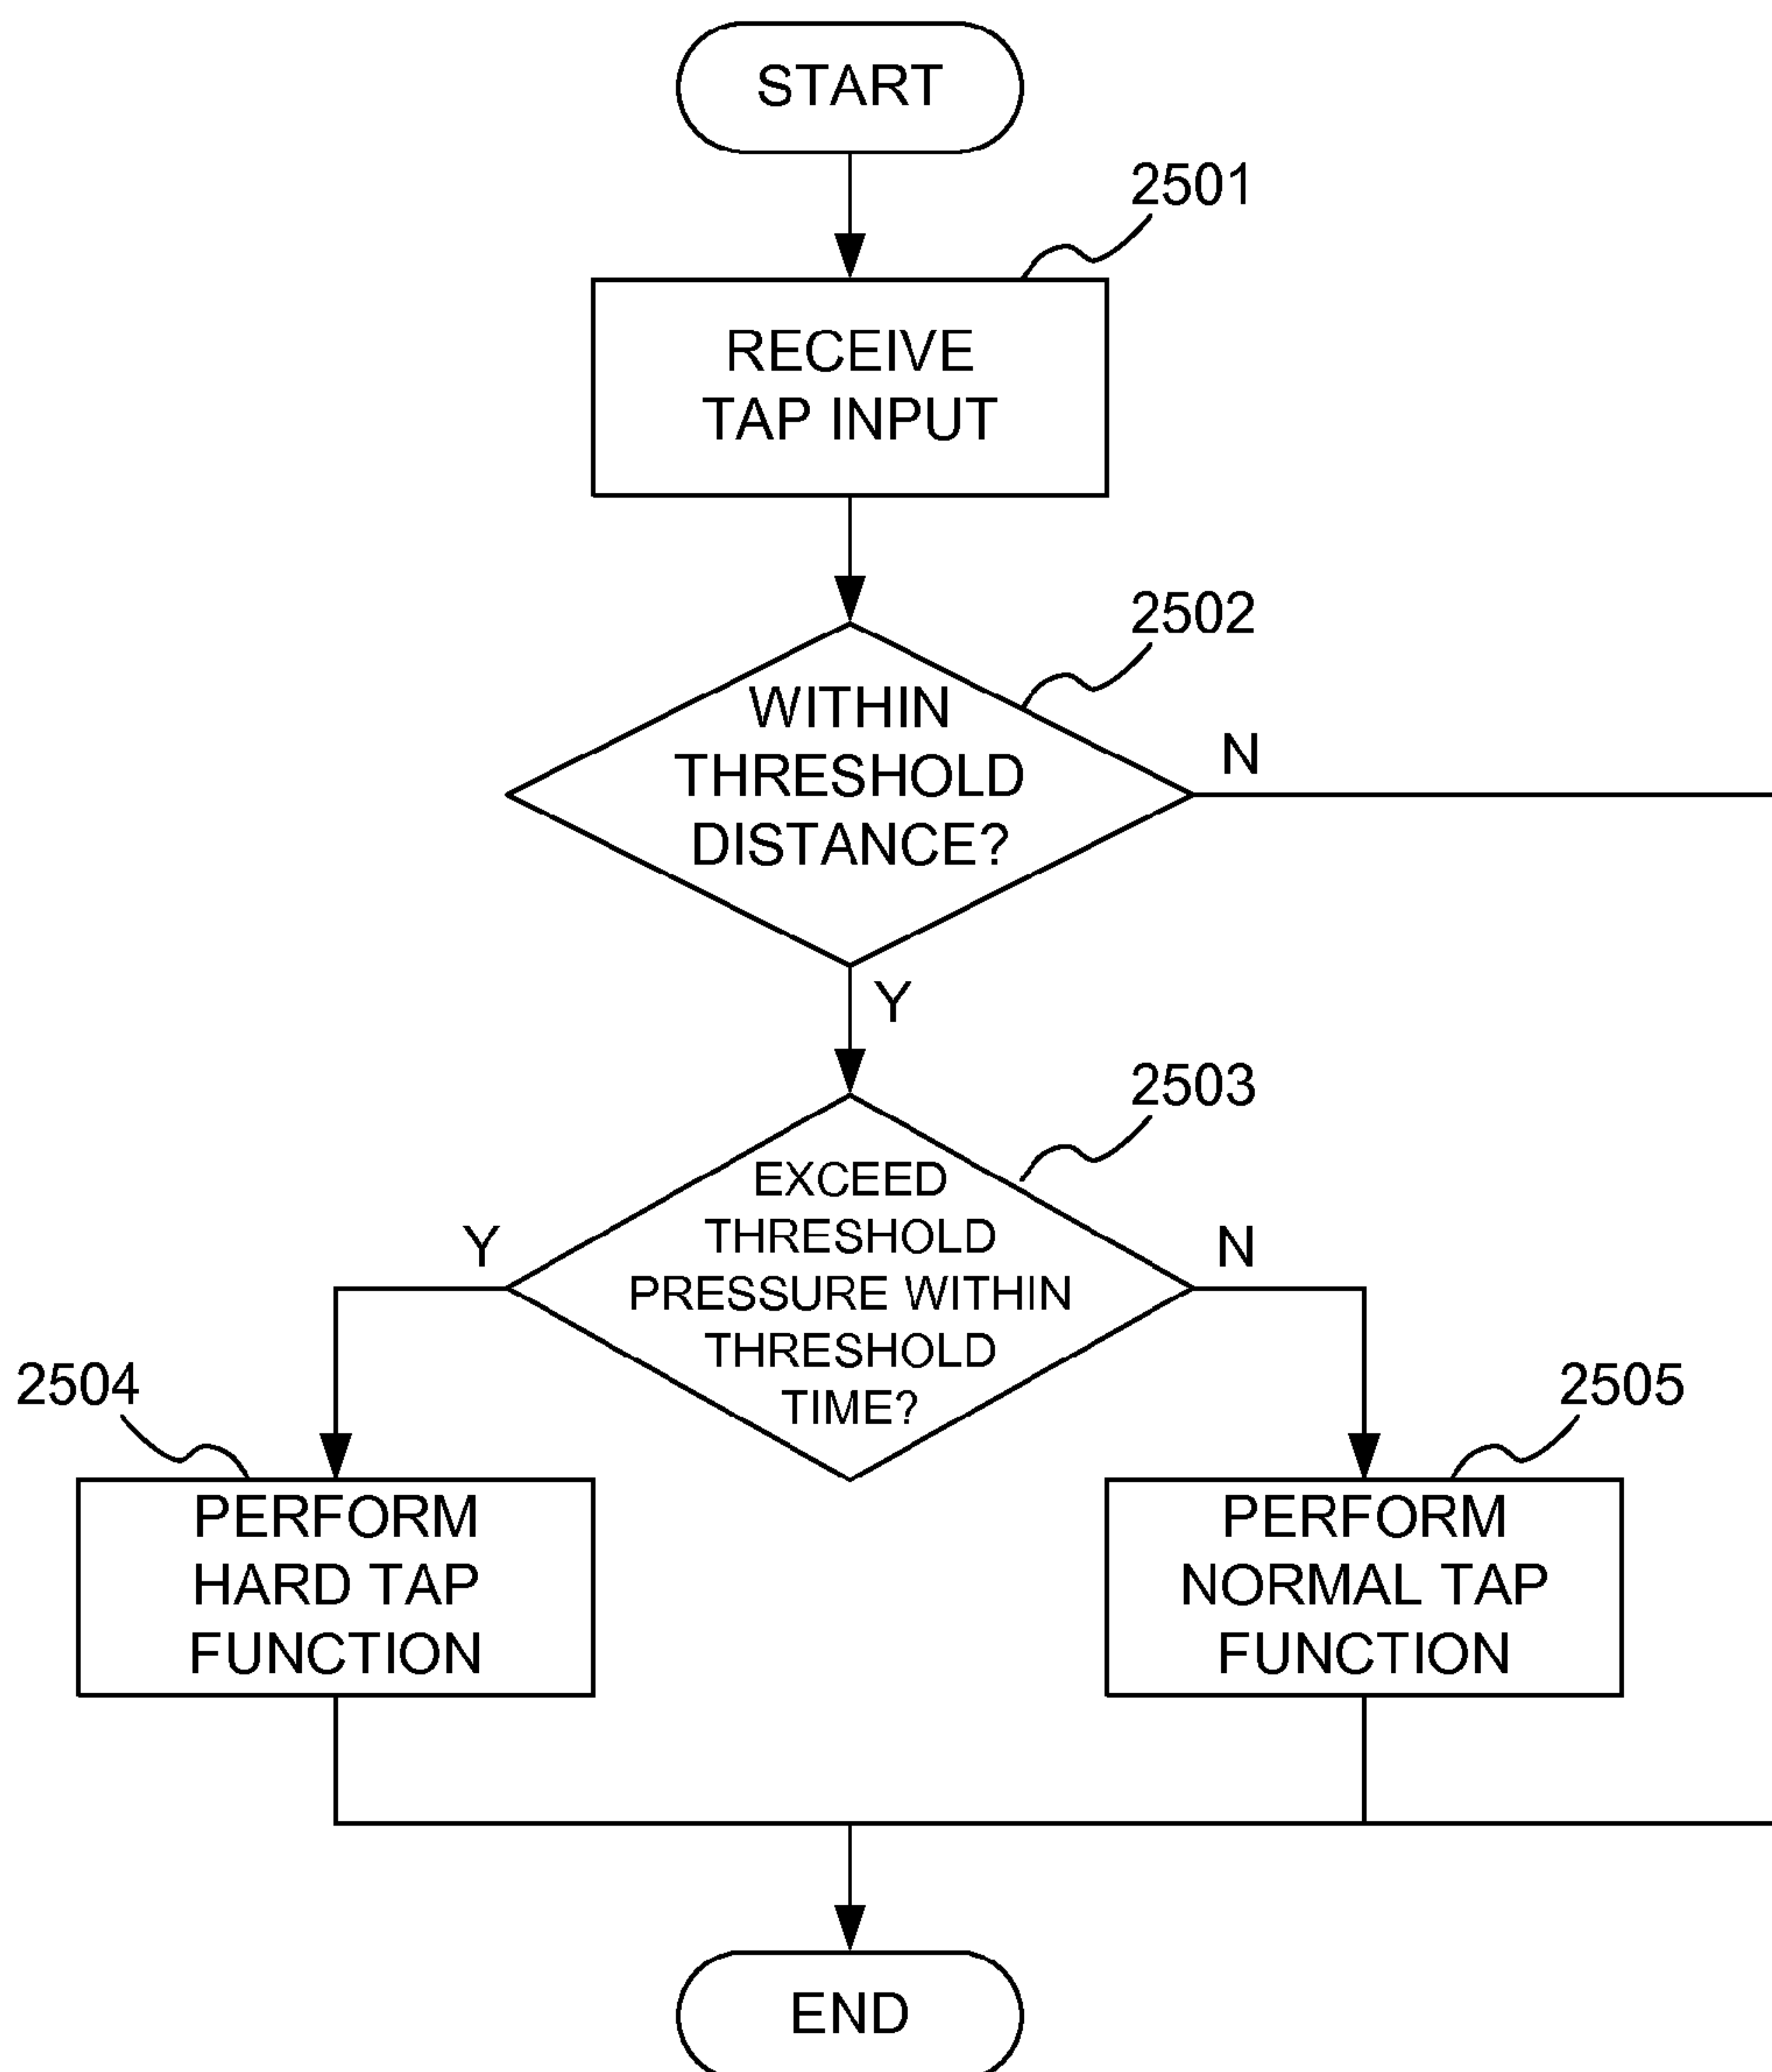 START
2501
RECEIVE
TAP INPUT
2502
WITHIN
THRESHOLD
DISTANCE?
N
Y
2503
EXCEED
THRESHOLD
PRESSURE WITHIN
THRESHOLD
TIME?
Y
N
2504
PERFORM
HARD TAP
FUNCTION
2505
PERFORM
NORMAL TAP
FUNCTION
END